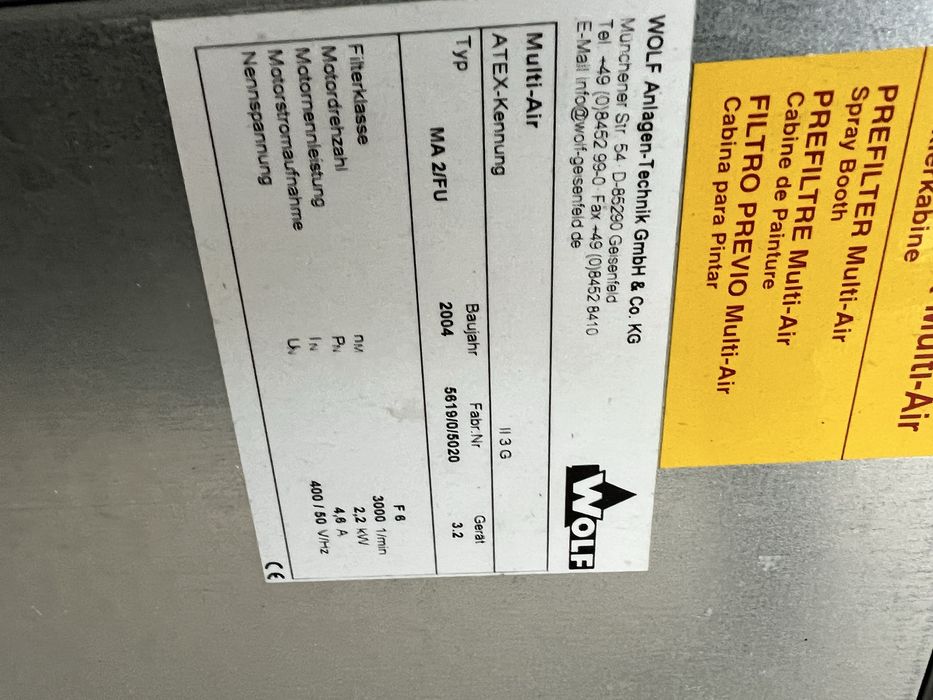 Multi-Air
erkabine
PREFILTER Multi-Air
Spray Booth
PREFILTRE Multi-Air
Cabine de Painture
FILTRO PREVIO Multi-Air
Cabina para Pintar
WOLF Anlagen-Technik GmbH & Co. KG
Münchener Str. 54 · D-85290 Geisenfeld
Tel. +49 (0)8452 99-0 · Fax +49 (0)8452 8410
E-Mail info@wolf-geisenfeld.de
WOLF
Multi-Air
ATEX-Kennung II 3 G
Typ Baujahr Fabr.Nr Gerät
MA 2/FU 2004 5619/0/5020 3.2
Filterklasse F 6
Motordrehzahl nM 3000 1/min
Motornennleistung PN 2,2 kW
Motorstromaufnahme IN 4,6 A
Nennspannung UN 400 / 50 V/Hz
CE